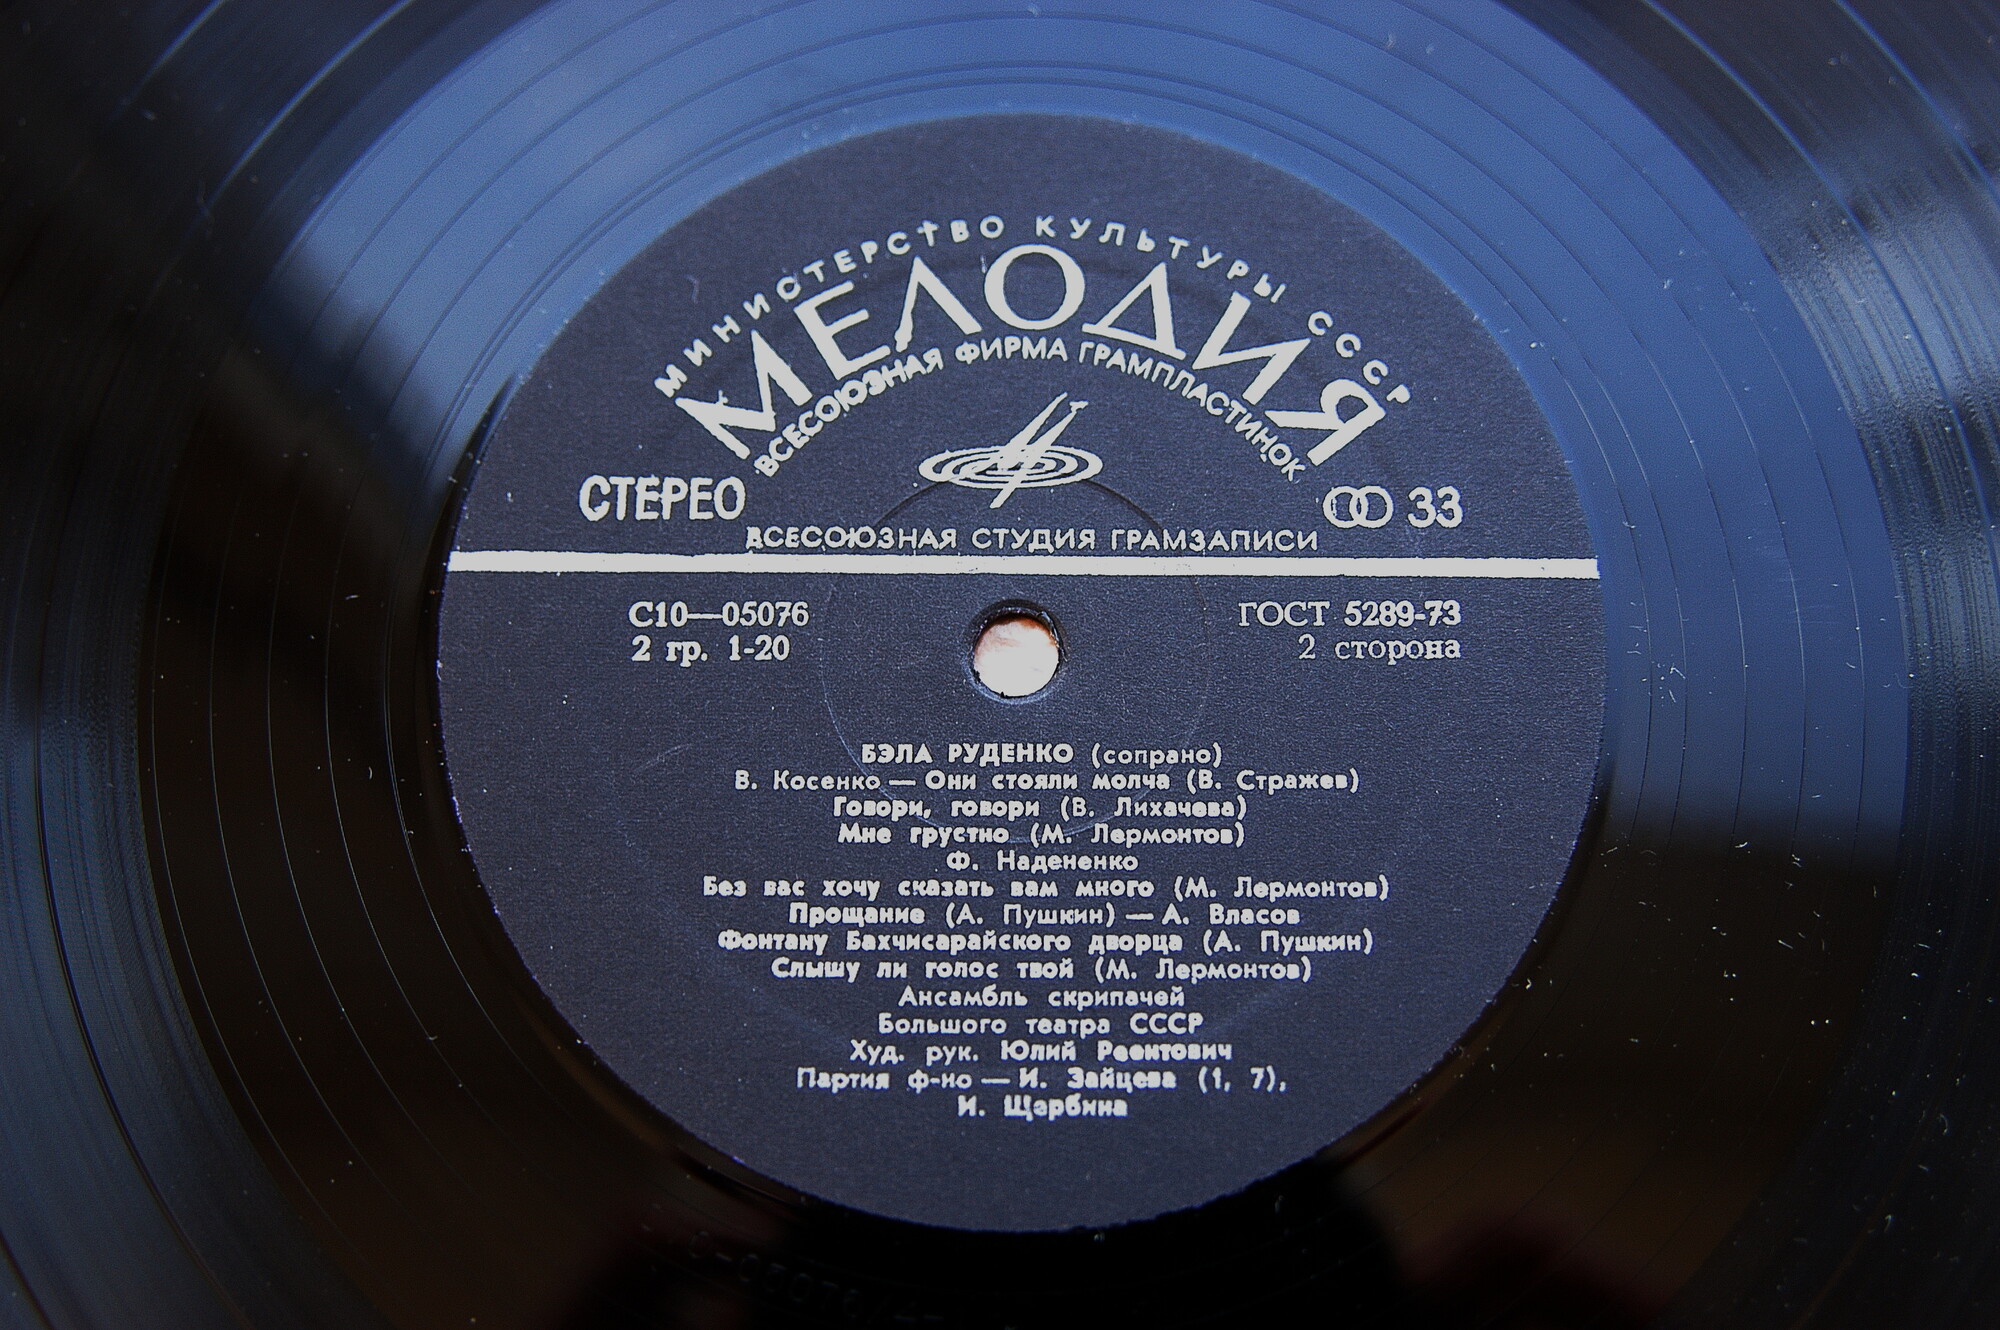 МИНИСТЕРСТВО КУЛЬТУРЫ СССР
МЕЛОДИЯ
ВСЕСОЮЗНАЯ ФИРМА ГРАМПЛАСТИНОК
СТЕРЕО
33
ВСЕСОЮЗНАЯ СТУДИЯ ГРАМЗАПИСИ
С10—05076
ГОСТ 5289-73
2 гр. 1-20
2 сторона
БЭЛА РУДЕНКО (сопрано)
В. Косенко — Они стояли молча (В. Стражев)
Говори, говори (В. Лихачева)
Мне грустно (М. Лермонтов)
Ф. Надененко
Без вас хочу сказать вам много (М. Лермонтов)
Прощание (А. Пушкин) — А. Власов
Фонтану Бахчисарайского дворца (А. Пушкин)
Слышу ли голос твой (М. Лермонтов)
Ансамбль скрипачей
Большого театра СССР
Худ. рук. Юлий Реентович
Партия ф-но — И. Зайцева (1, 7),
И. Щербина